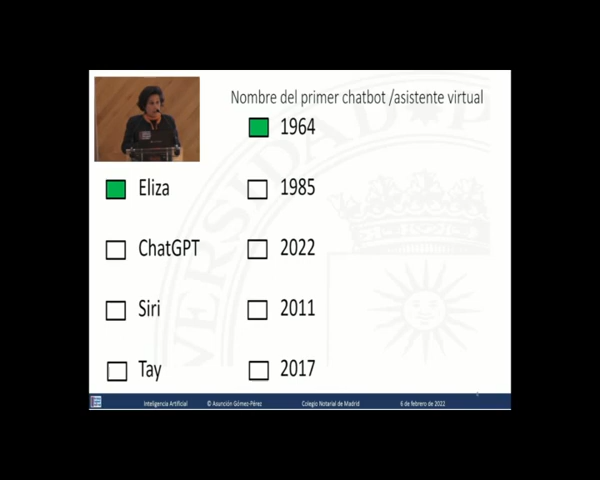 Nombre del primer chatbot /asistente virtual
1964
Eliza
1985
ChatGPT
2022
Siri
2011
Tay
2017
Inteligencia Artificial
© Asunción Gómez-Pérez
Colegio Notarial de Madrid
6 de febrero de 2022
VERSIDAD
P